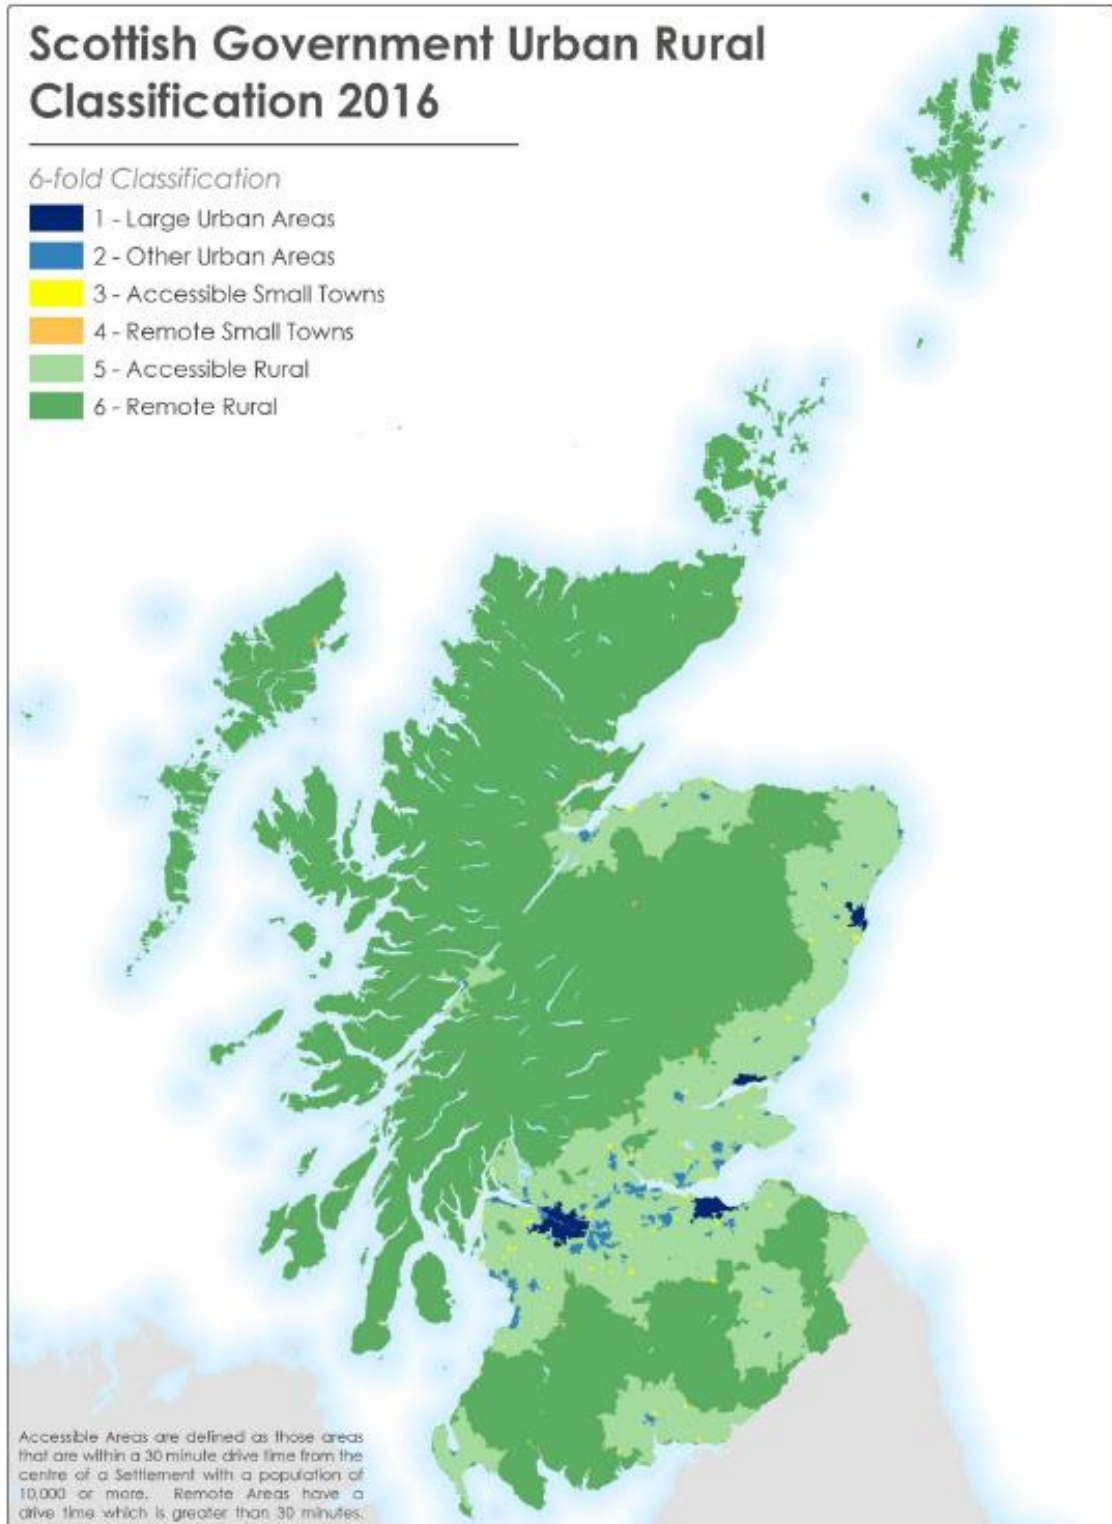 Scottish Government Urban Rural
Classification 2016
6-fold Classification
1 - Large Urban Areas
2 - Other Urban Areas
3 - Accessible Small Towns
4 - Remote Small Towns
5 - Accessible Rural
6 - Remote Rural
Accessible Areas are defined as those areas
that are within a 30 minute drive time from the
centre of a Settlement with a population of
10,000 or more. Remote Areas have a
drive time which is greater than 30 minutes.